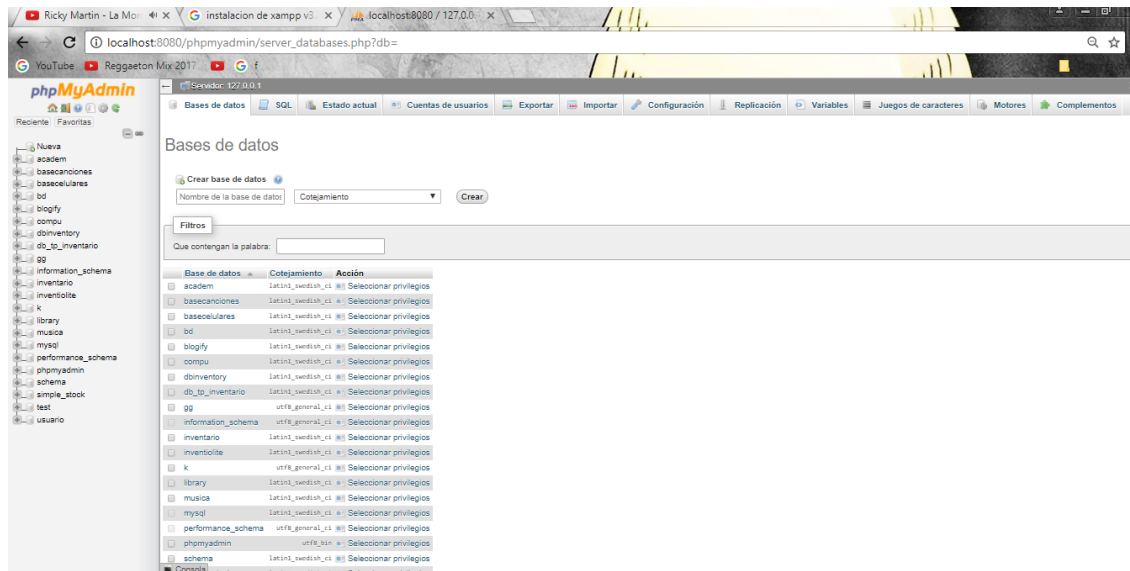 Ricky Martin - La Mor
instalacion de xampp v3.
localhost:8080 / 127.0.0
localhost:8080/phpmyadmin/server_databases.php?db=
YouTube Reggaeton Mix 2017 f
phpMyAdmin
Reciente Favoritas
Nueva
academ
basecanciones
basecelulares
bd
blogify
compu
dbinventory
db_tp_inventario
gg
information_schema
inventario
inventiolite
k
library
musica
mysql
performance_schema
phpmyadmin
schema
simple_stock
test
usuario
Servidor: 127.0.0.1
Bases de datos SQL Estado actual Cuentas de usuarios Exportar Importar Configuración Replicación Variables Juegos de caracteres Motores Complementos
Bases de datos
Crear base de datos
Nombre de la base de datos Cotejamiento Crear
Filtros
Que contengan la palabra:
Base de datos Cotejamiento Acción
academ latin1_swedish_ci Seleccionar privilegios
basecanciones latin1_swedish_ci Seleccionar privilegios
basecelulares latin1_swedish_ci Seleccionar privilegios
bd latin1_swedish_ci Seleccionar privilegios
blogify latin1_swedish_ci Seleccionar privilegios
compu latin1_swedish_ci Seleccionar privilegios
dbinventory latin1_swedish_ci Seleccionar privilegios
db_tp_inventario latin1_swedish_ci Seleccionar privilegios
gg utf8_general_ci Seleccionar privilegios
information_schema utf8_general_ci Seleccionar privilegios
inventario latin1_swedish_ci Seleccionar privilegios
inventiolite latin1_swedish_ci Seleccionar privilegios
k utf8_general_ci Seleccionar privilegios
library latin1_swedish_ci Seleccionar privilegios
musica latin1_swedish_ci Seleccionar privilegios
mysql latin1_swedish_ci Seleccionar privilegios
performance_schema utf8_general_ci Seleccionar privilegios
phpmyadmin utf8_bin Seleccionar privilegios
schema latin1_swedish_ci Seleccionar privilegios
Consola